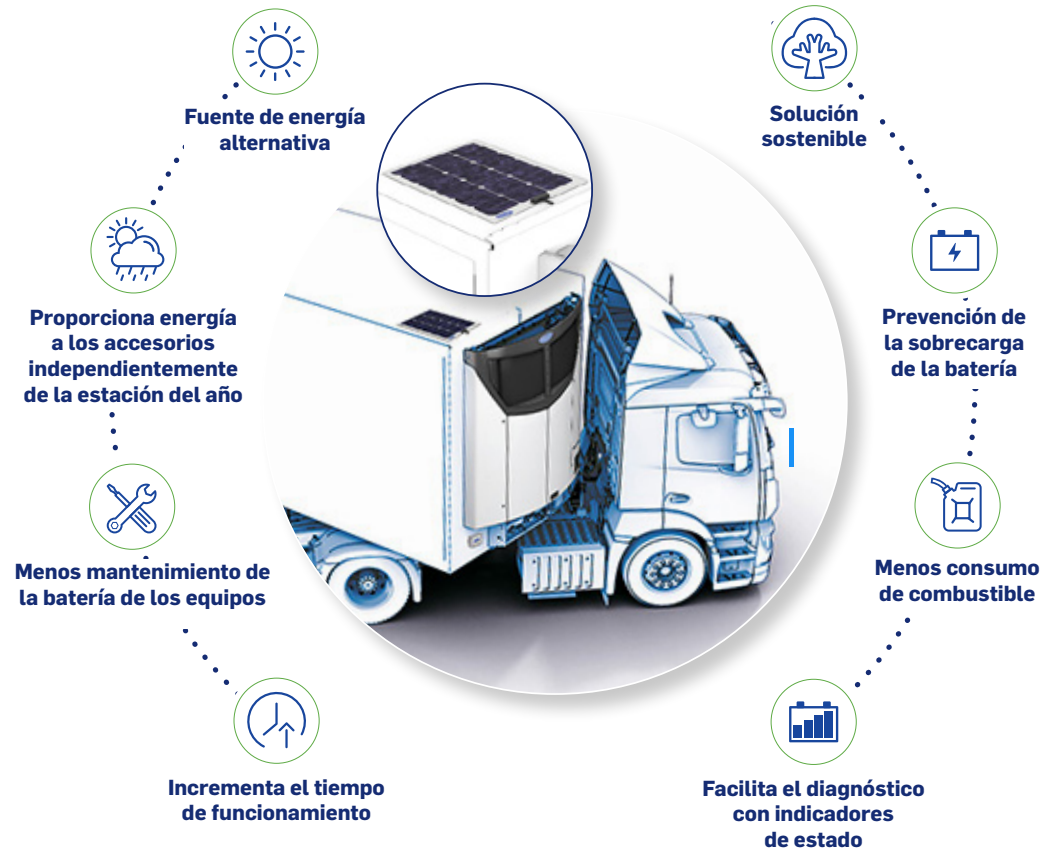 Fuente de energía
alternativa
Proporciona energía
a los accesorios
independientemente
de la estación del año
Menos mantenimiento de
la batería de los equipos
Incrementa el tiempo
de funcionamiento
Solución
sostenible
Prevención de
la sobrecarga
de la batería
Menos consumo
de combustible
Facilita el diagnóstico
con indicadores
de estado